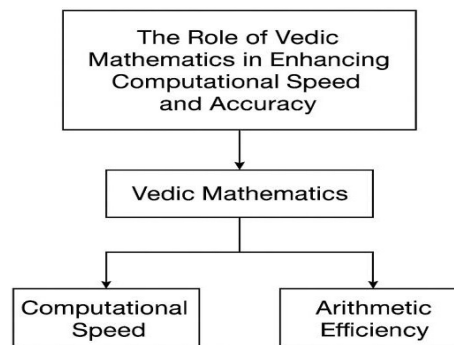 The Role of Vedic
Mathematics in Enhancing
Computational Speed
and Accuracy
Vedic Mathematics
Computational
Speed
Arithmetic
Efficiency